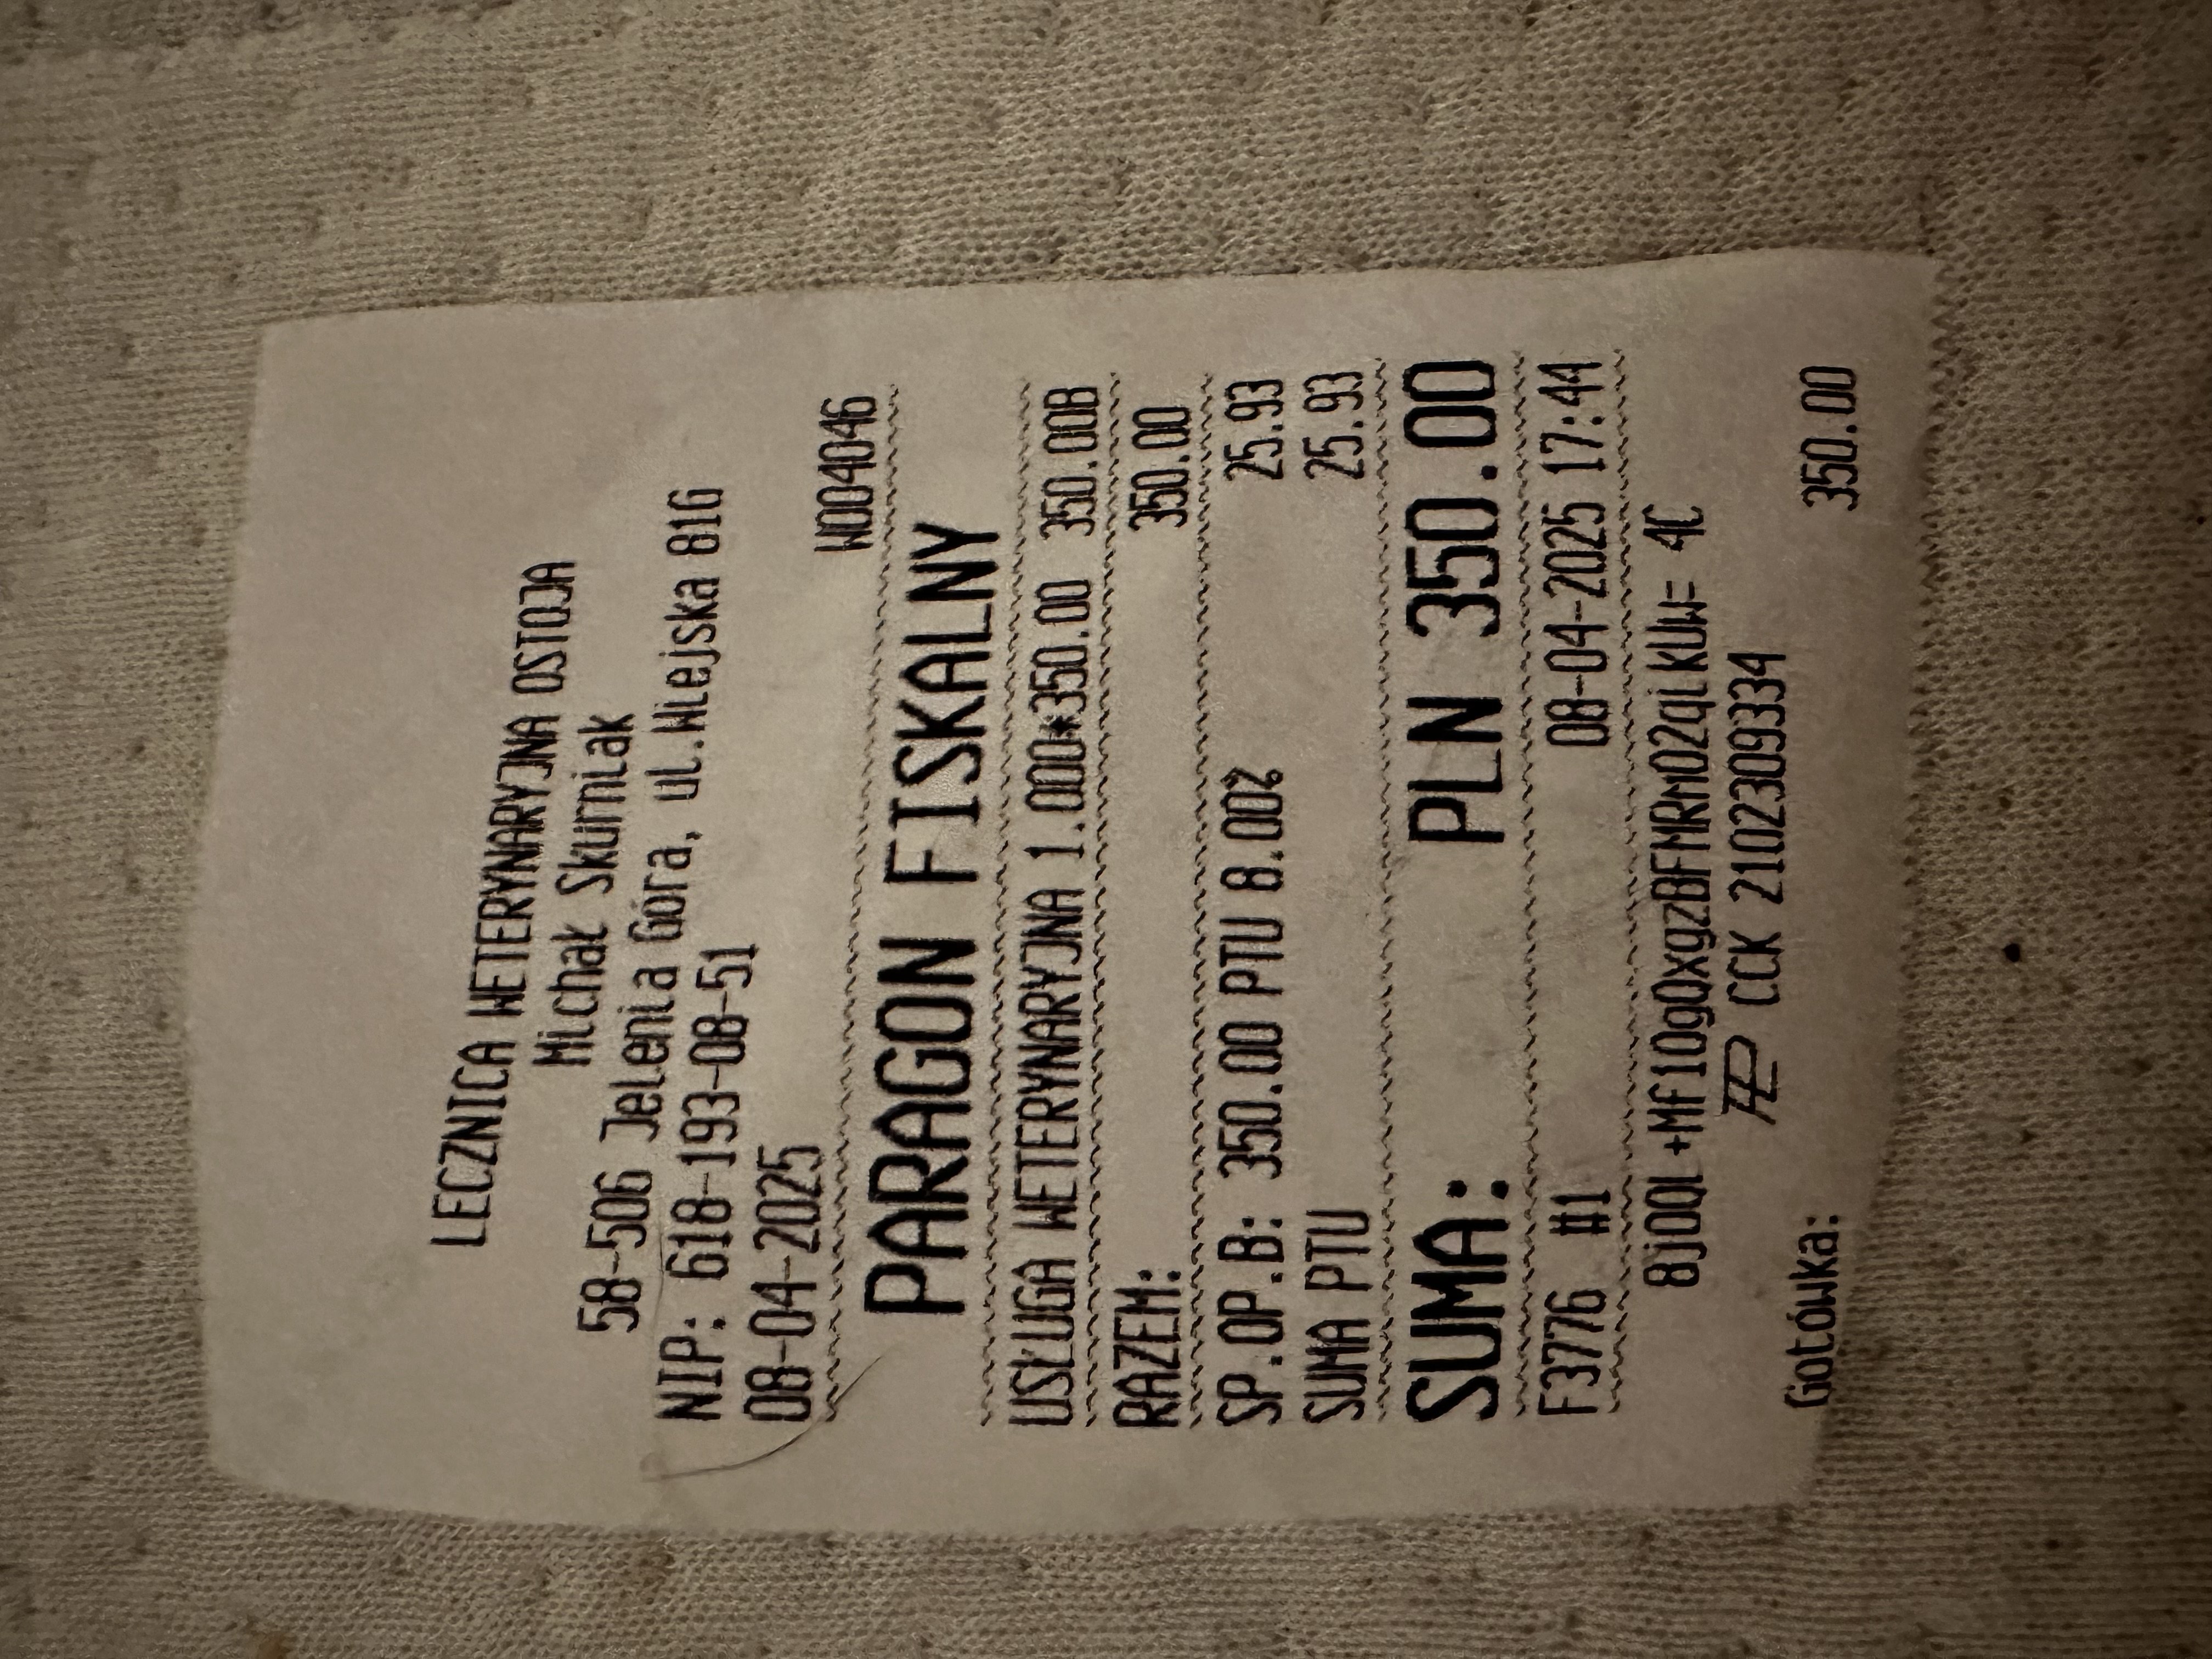 LECZNICA WETERYNARYJNA OSTOJA
Michał Skurniak
58-506 Jelenia Góra, ul.Wiejska 81G
NIP: 618-193-08-51
08-04-2025 W004046
PARAGON FISKALNY
USŁUGA WETERYNARYJNA 1.000*350.00 350.00B
RAZEM: 350.00
SP.OP.B: 350.00 PTU 8.00% 25.93
SUMA PTU 25.93
SUMA: PLN 350.00
F3776 #1 08-04-2025 17:44
4C
CCK 2102309334
Gotówka: 350.00